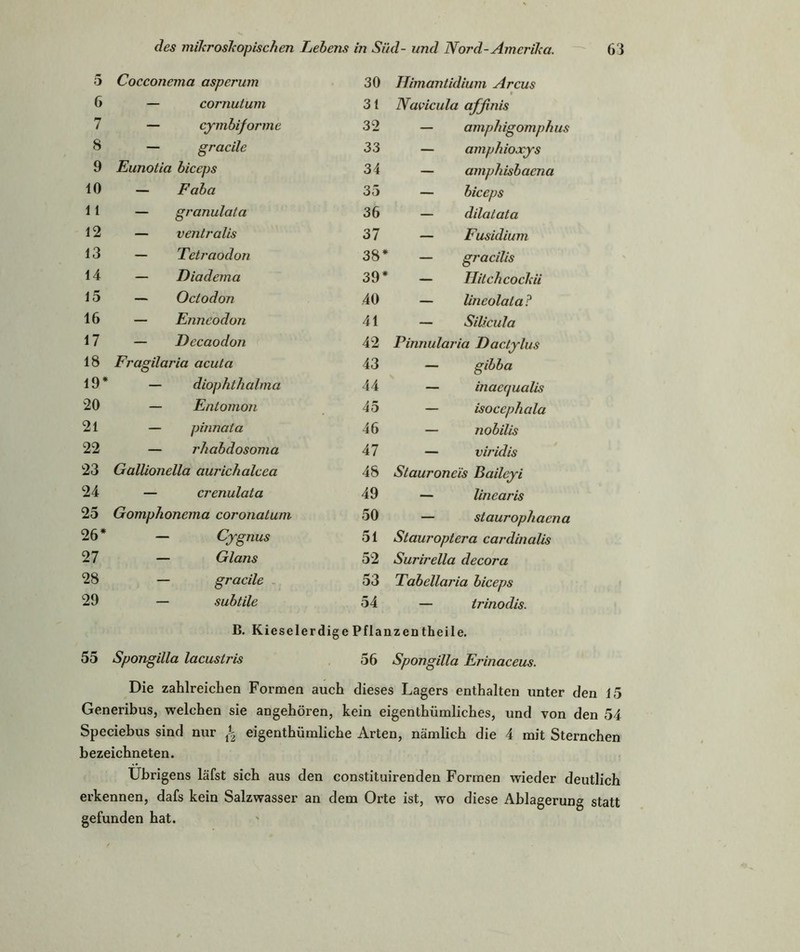 des mikroskopischen Lebens in Süd- und Nord-Amerika. 63
5 Cocconema asperum
6 — cornutum
7 — cymbiforme
8 — gracile
9 Eunotia biceps
10 — Faba
11 — granulata
12 — ventralis
13 — Tetraodon
14 — Diadema
15 — Octodon
16 — Enneodon
17 — Decaodon
18 Fragilaria acuta
19* — diophthalma
20 — Entomon
21 — pinnata
22 — rhabdosoma
23 Gallionella aurichalcea
24 — crenulata
25 Gomphonema coronatum
26* — Cygnus
27 — Glans
28 — gracile
29 — subtile
30 Himantidium Arcus
31 Navicula affinis
32 — amphigomphus
33 — amphioxys
34 — amphisbaena
35 — biceps
36 — dilatata
37 — Fusidium
38* — gracilis
39* — Hitchcockii
40 — lineolata?
41 — Silicula
42 Pinnularia Dactylus
43 — gibba
44 — inaequalis
45 — isocephala
46 — nobilis
47 — viridis
48 Stauroneïs Baileyi
49 — linearis
50 — staurophaena
51 Stauroptera cardinalis
52 Surirella decora
53 Tabellaria biceps
54 — trinodis.
B. Kieselerdige Pflanzentheile.
55 Spongilla lacustris 56 Spongilla Erinaceus.
Die zahlreichen Formen auch dieses Lagers enthalten unter den 15
Generibus, welchen sie angehören, kein eigenthümliches, und von den 54
Speciebus sind nur 1/12 eigenthümliche Arten, nämlich die 4 mit Sternchen
bezeichneten.
Übrigens läfst sich aus den constituirenden Formen wieder deutlich
erkennen, dafs kein Salzwasser an dem Orte ist, wo diese Ablagerung statt
gefunden hat.